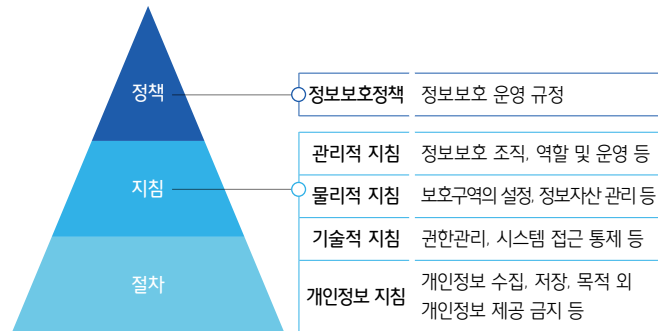 정책
정보보호정책 정보보호 운영 규정
관리적 지침 정보보호 조직, 역할 및 운영 등
지침
물리적 지침 보호구역의 설정, 정보자산 관리 등
기술적 지침 권한관리, 시스템 접근 통제 등
절차
개인정보 지침 개인정보 수집, 저장, 목적 외
개인정보 제공 금지 등